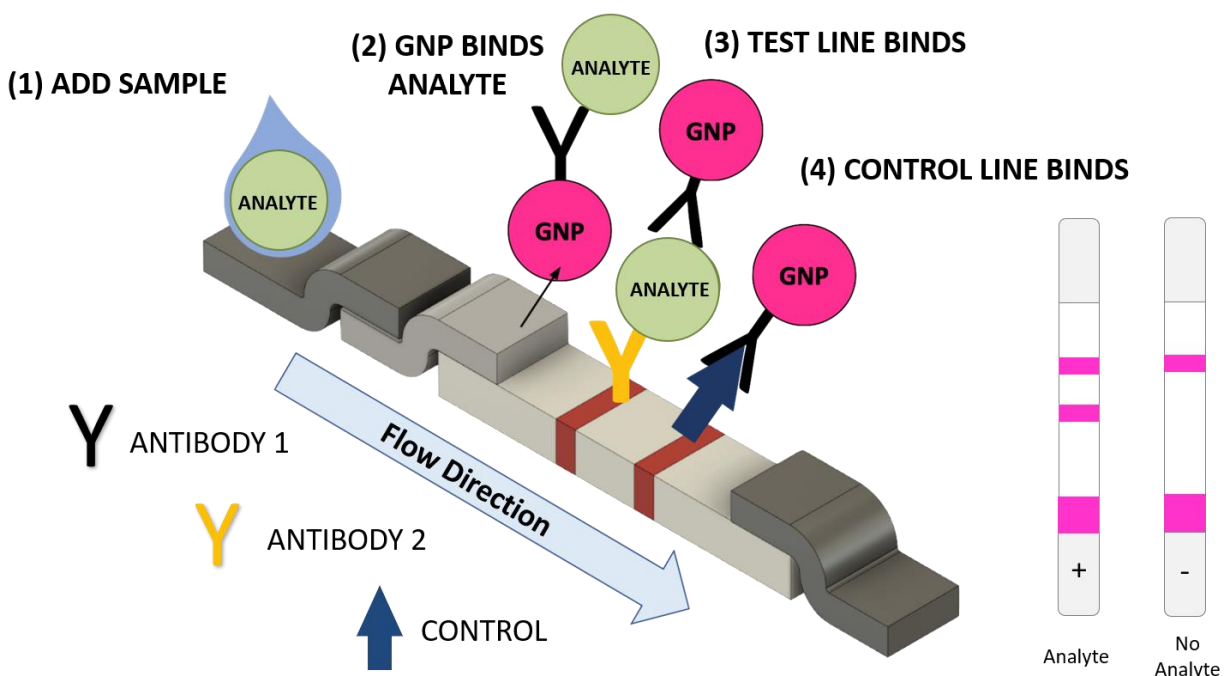 (1) ADD SAMPLE
ANALYTE
(2) GNP BINDS
ANALYTE
ANALYTE
GNP
(3) TEST LINE BINDS
GNP
ANALYTE
(4) CONTROL LINE BINDS
GNP
Flow Direction
ANTIBODY 1
ANTIBODY 2
CONTROL
+
-
Analyte
No
Analyte